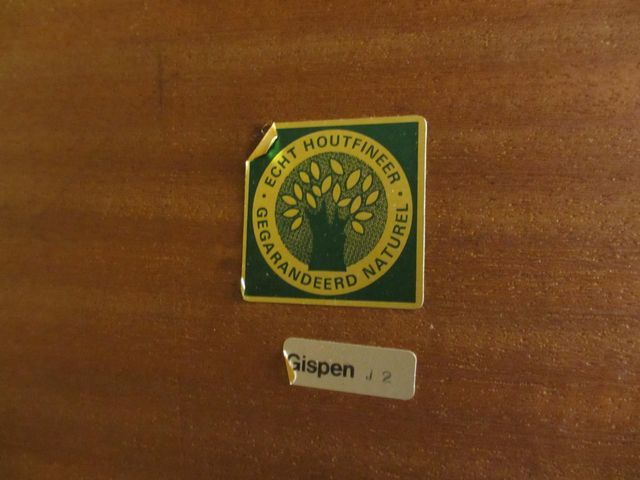 ECHT HOUTFINEER
GEGARANDEERD NATUREL
Gispen J 2